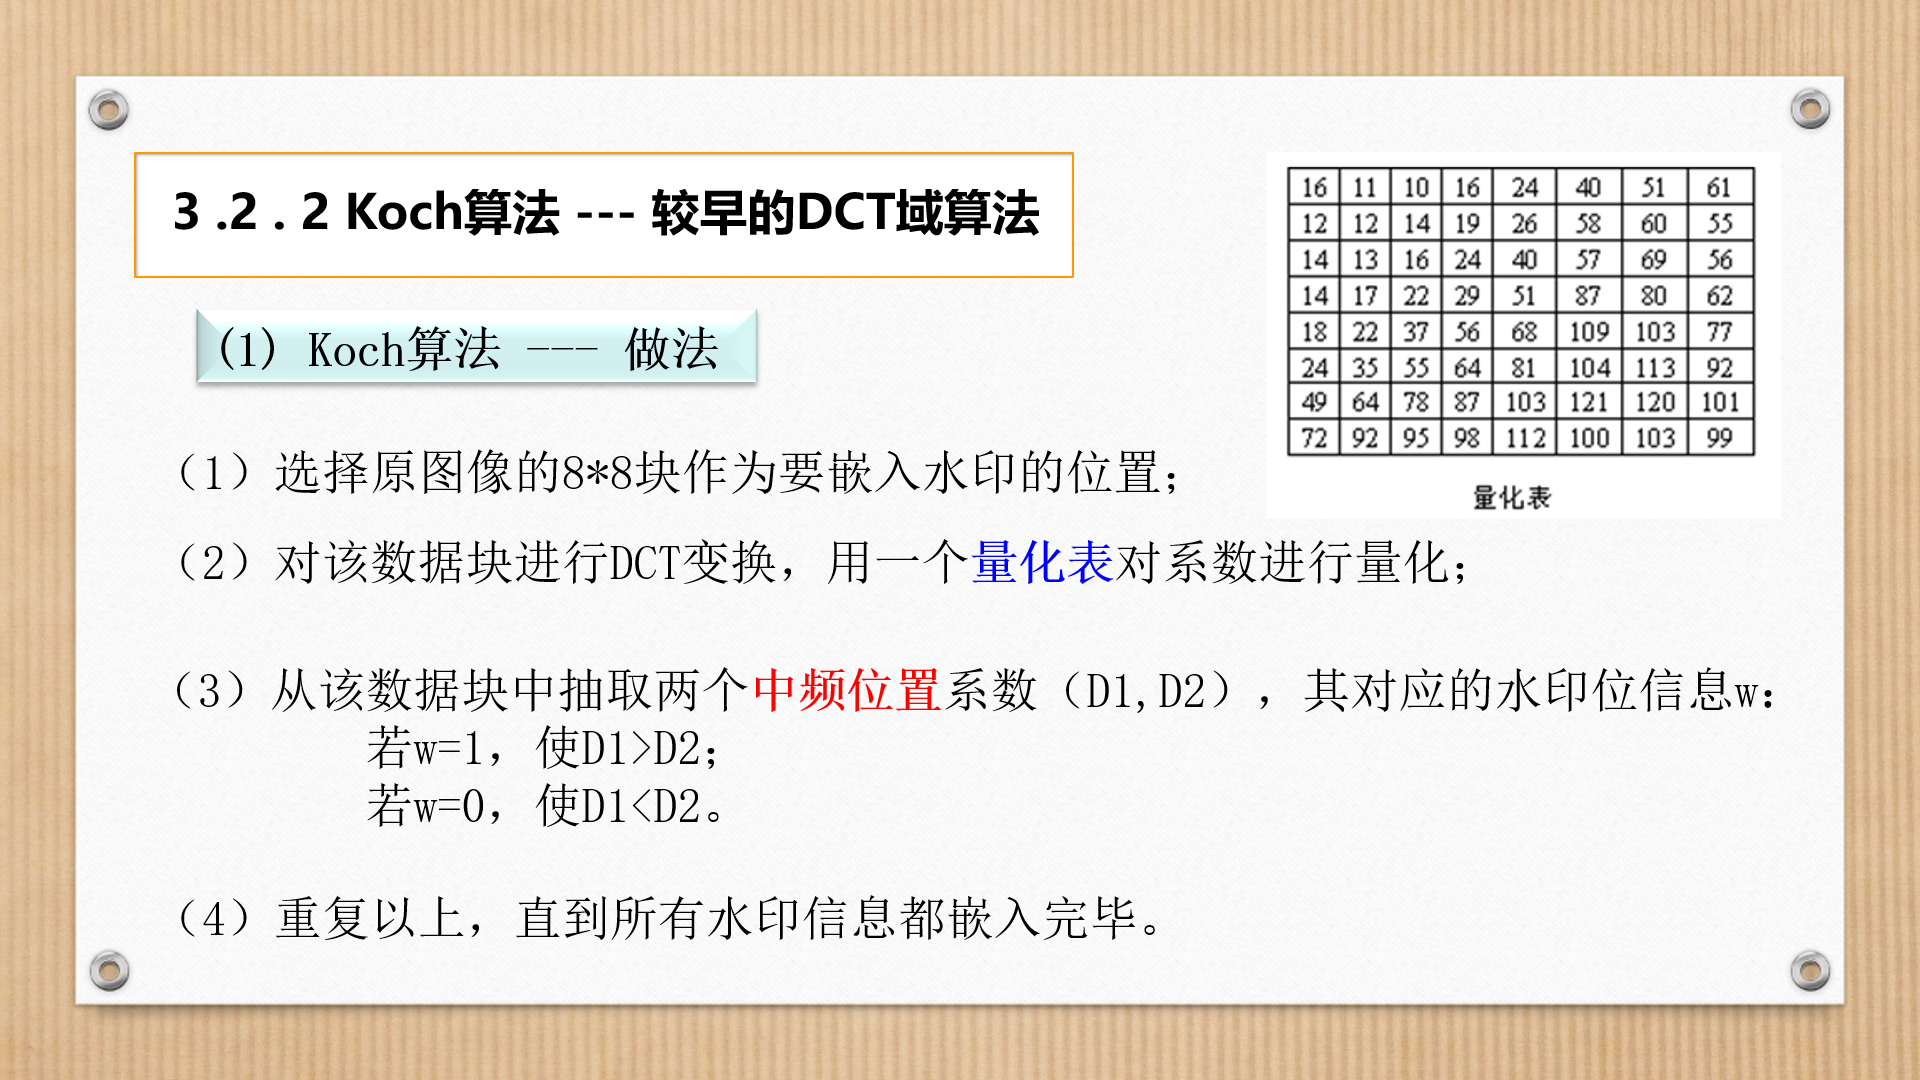 3 .2 . 2 Koch算法 --- 较早的DCT域算法
(1) Koch算法 --- 做法
16 11 10 16 24 40 51 61
12 12 14 19 26 58 60 55
14 13 16 24 40 57 69 56
14 17 22 29 51 87 80 62
18 22 37 56 68 109 103 77
24 35 55 64 81 104 113 92
49 64 78 87 103 121 120 101
72 92 95 98 112 100 103 99
量化表
（1）选择原图像的8*8块作为要嵌入水印的位置；
（2）对该数据块进行DCT变换，用一个量化表对系数进行量化；
（3）从该数据块中抽取两个中频位置系数（D1,D2），其对应的水印位信息w：
若w=1，使D1>D2；
若w=0，使D1<D2。
（4）重复以上，直到所有水印信息都嵌入完毕。